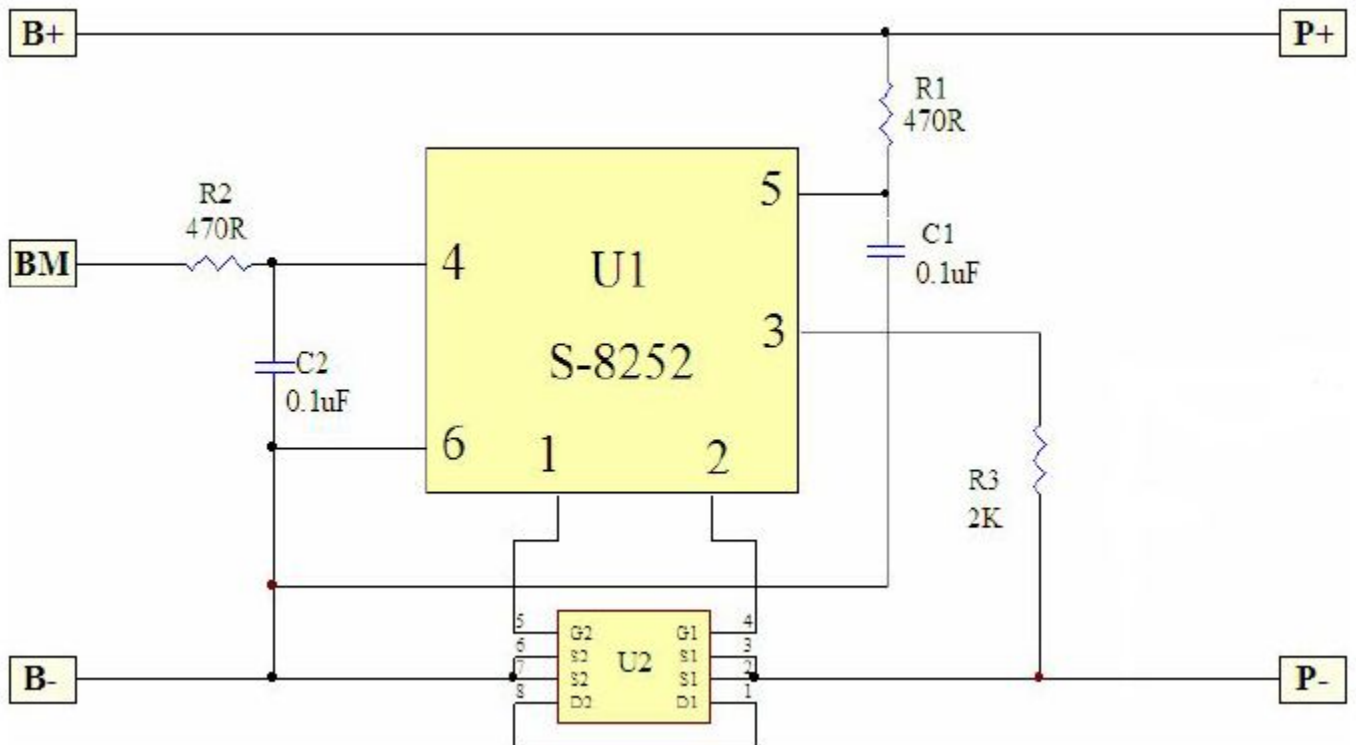 B+
P+
R1
470R
R2
470R
5
C1
0.1uF
BM
4
U1
3
S-8252
C2
0.1uF
6
1
2
R3
2K
5
G2
G1
4
6
S2
U2
S1
3
7
S2
S1
2
8
D2
D1
1
B-
P-